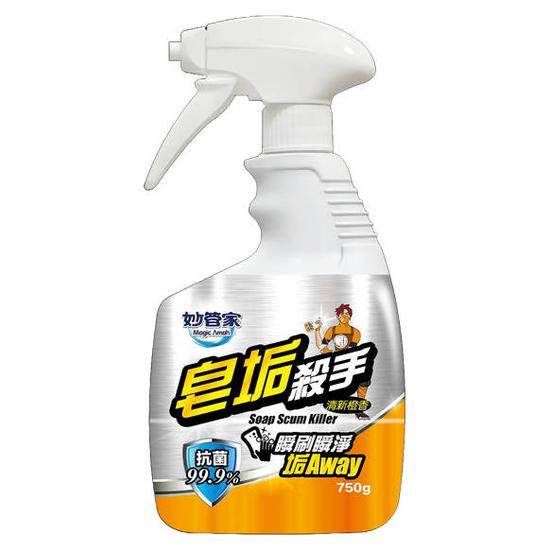 妙管家
Magic Amah
皂垢殺手
清新橙香
Soap Scum Killer
瞬刷瞬淨
垢Away
抗菌
99.9%
750g